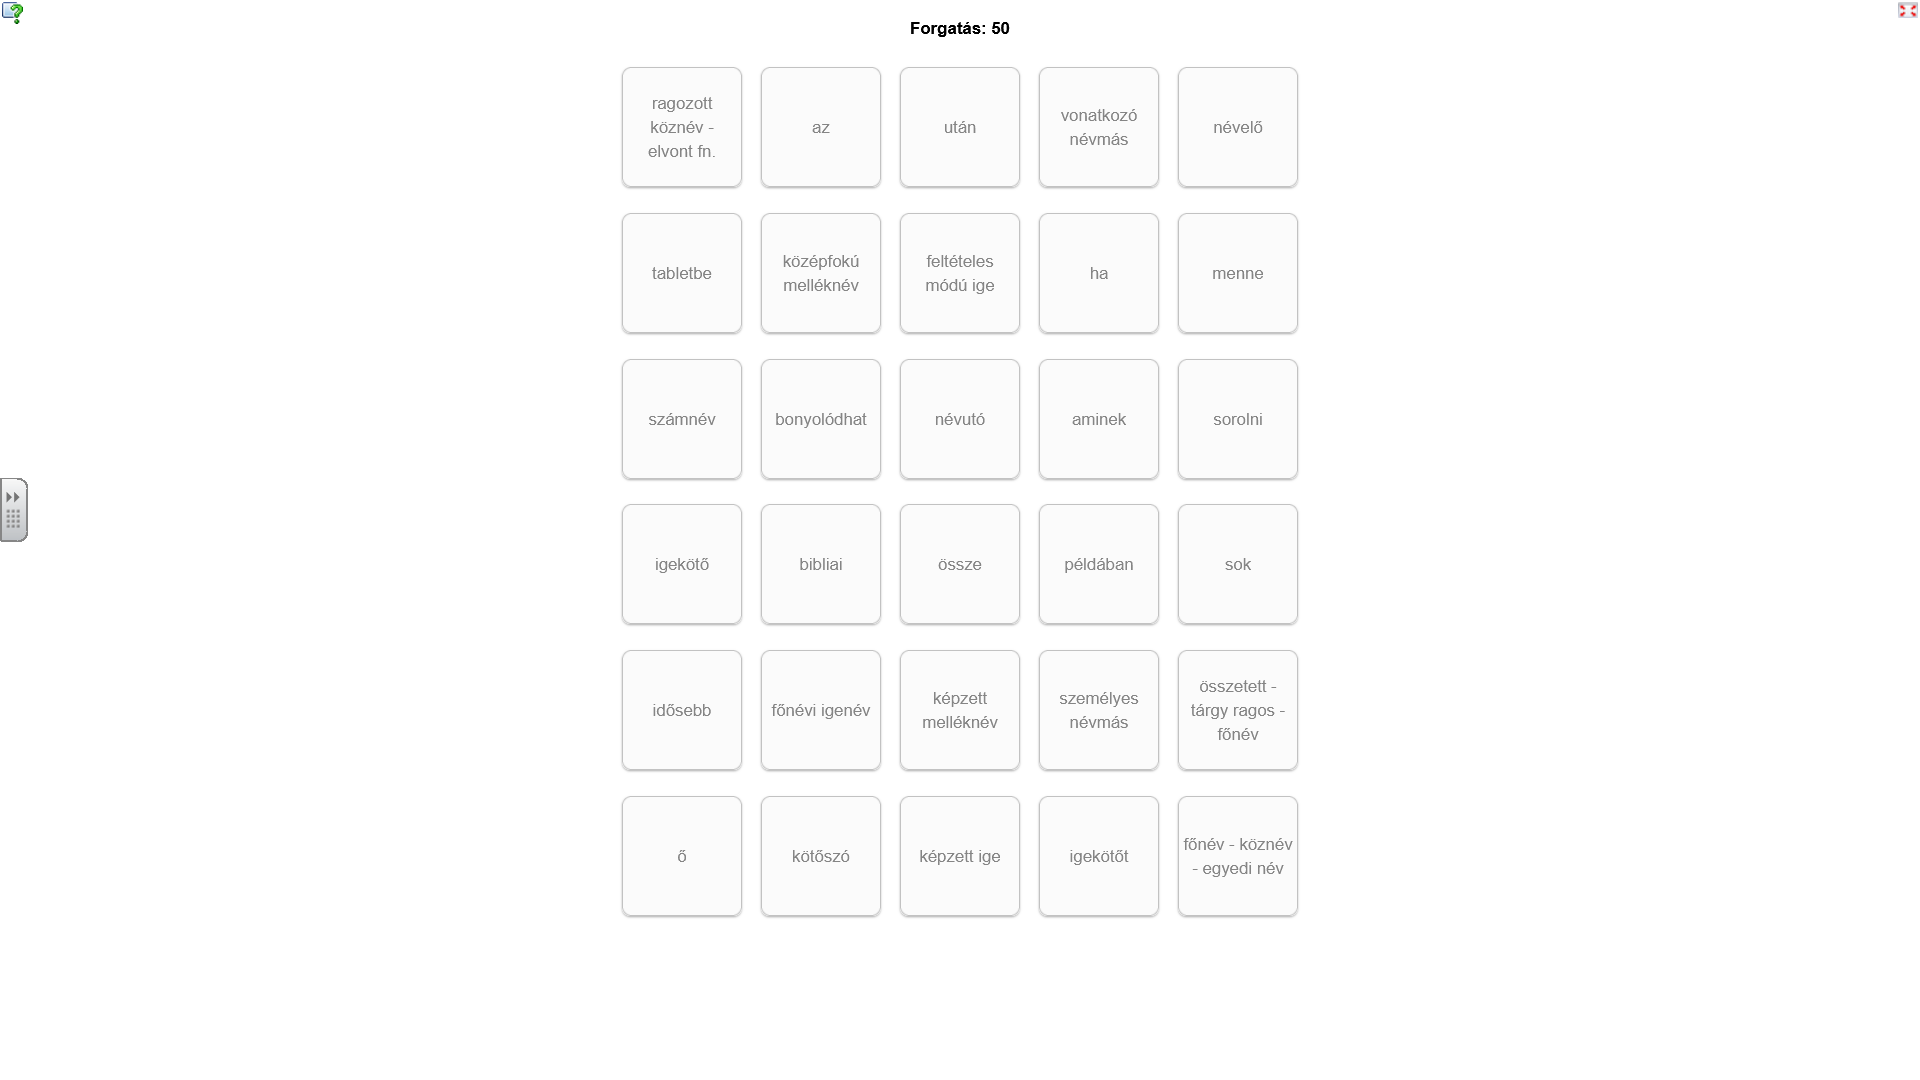 Forgatás: 50
ragozott
köznév -
elvont fn.
az
után
vonatkozó
névmás
névelő
tabletbe
középfokú
melléknév
feltételes
módú ige
ha
menne
számnév
bonyolódhat
névutó
aminek
sorolni
igekötő
bibliai
össze
példában
sok
idősebb
főnévi igenév
képzett
melléknév
személyes
névmás
összetett -
tárgy ragos -
főnév
ő
kötőszó
képzett ige
igekötőt
főnév - köznév
- egyedi név